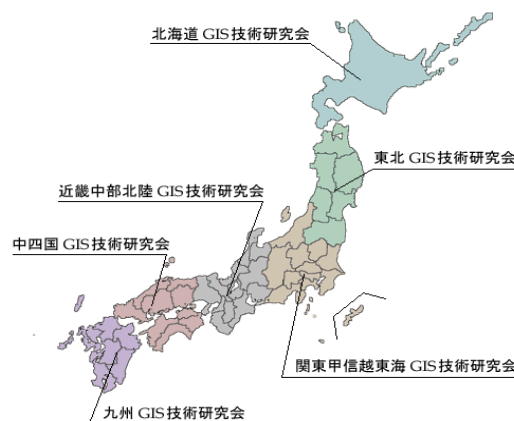 北海道 GIS技術研究会
東北 GIS技術研究会
近畿中部北陸 GIS技術研究会
中四国 GIS技術研究会
関東甲信越東海 GIS技術研究会
九州 GIS技術研究会